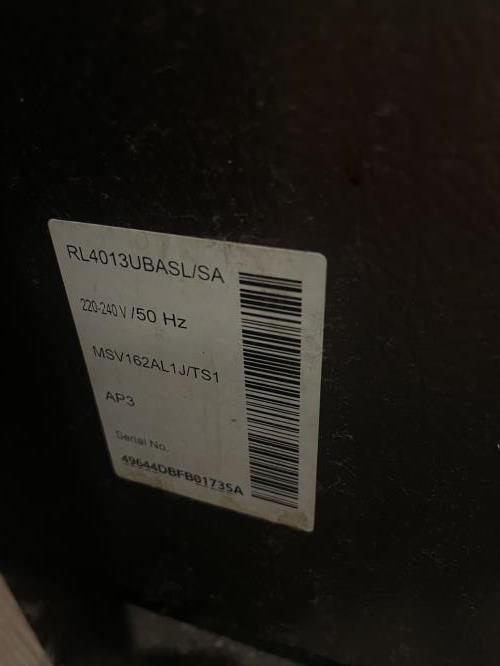 RL4013UBASL/SA
220-240 V /50 Hz
MSV162AL1J/TS1
AP3
Serial No.
49644DBFB01735A